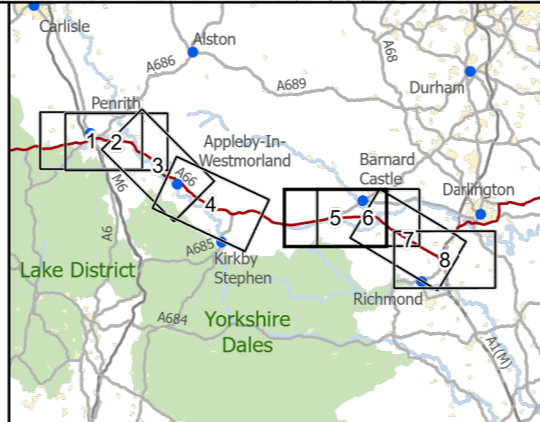 Carlisle
Alston
A68
A686
A689
Durham
Penrith
Appleby-In-
Westmorland
Barnard
Castle
1
2
3
A66
M6
4
5
6
7
8
Darlington
A6
A685
Kirkby
Stephen
Lake District
Richmond
A684
Yorkshire
Dales
A1(M)